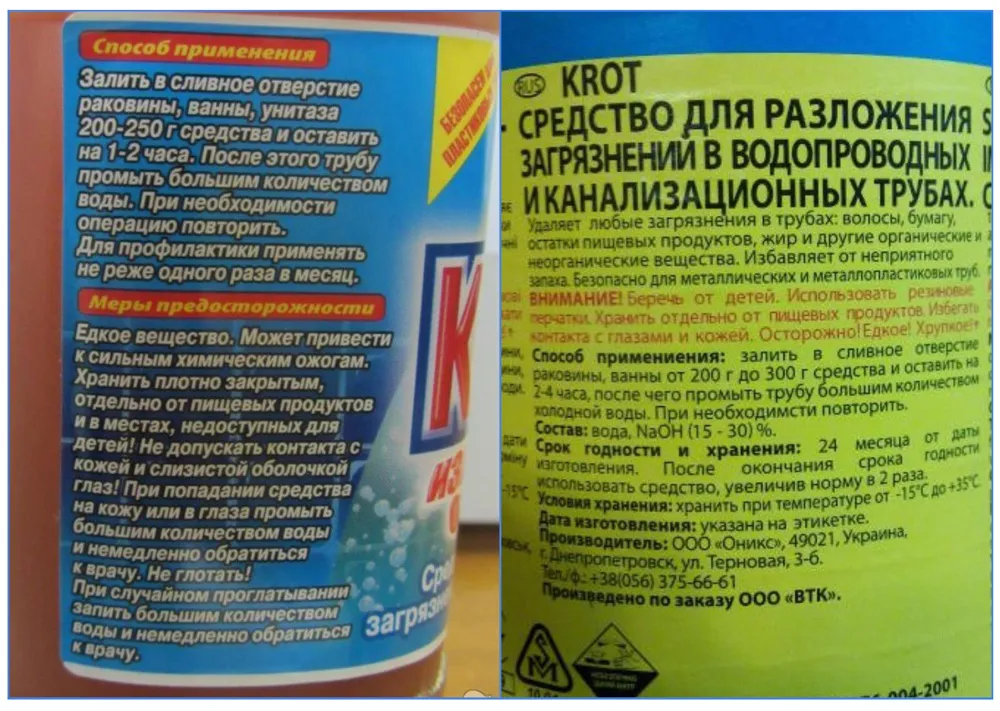 Способ применения
Залить в сливное отверстие
раковины, ванны, унитаза
200-250 г средства и оставить
на 1-2 часа. После этого трубу
промыть большим количеством
воды. При необходимости
операцию повторить.
Для профилактики применять
не реже одного раза в месяц.
Меры предосторожности
Едкое вещество. Может привести
к сильным химическим ожогам.
Хранить плотно закрытым,
отдельно от пищевых продуктов
и в местах, недоступных для
детей! Не допускать контакта с
кожей и слизистой оболочкой
глаз! При попадании средства
на кожу или в глаза промыть
большим количеством воды
и немедленно обратиться
к врачу. Не глотать!
При случайном проглатывании
запить большим количеством
воды и немедленно обратиться
к врачу.
БЕЗОПАСЕН
ПЛАСТИКОВЫХ
К
из
Сре
загрязне
RUS KROT
СРЕДСТВО ДЛЯ РАЗЛОЖЕНИЯ
ЗАГРЯЗНЕНИИ В ВОДОПРОВОДНЫХ
И КАНАЛИЗАЦИОННЫХ ТРУБАХ.
Удаляет любые загрязнения в трубах: волосы, бумагу,
остатки пищевых продуктов, жир и другие органические и
неорганические вещества. Избавляет от неприятного
запаха. Безопасно для металлических и металлопластиковых труб.
ВНИМАНИЕ! Беречь от детей. Использовать резиновые
перчатки. Хранить отдельно от пищевых продуктов. Избегать
контакта с глазами и кожей. Осторожно! Едкое! Хрупкое!
Способ примениения: залить в сливное отверстие
раковины, ванны от 200 г до 300 г средства и оставить на
2-4 часа, после чего промыть трубу большим количеством
холодной воды. При необходимсти повторить.
Состав: вода, NaOH (15 - 30) %.
Срок годности и хранения: 24 месяца от даты
изготовления. После окончания срока годности
использовать средство, увеличив норму в 2 раза.
Условия хранения: хранить при температуре от -15°С до +35°С.
Дата изготовления: указана на этикетке.
Производитель: ООО «Оникс», 49021, Украина,
г. Днепропетровск, ул. Терновая, 3-б.
Тел./ф.: +38(056) 375-66-61
Произведено по заказу ООО «ВТК».
004-2001